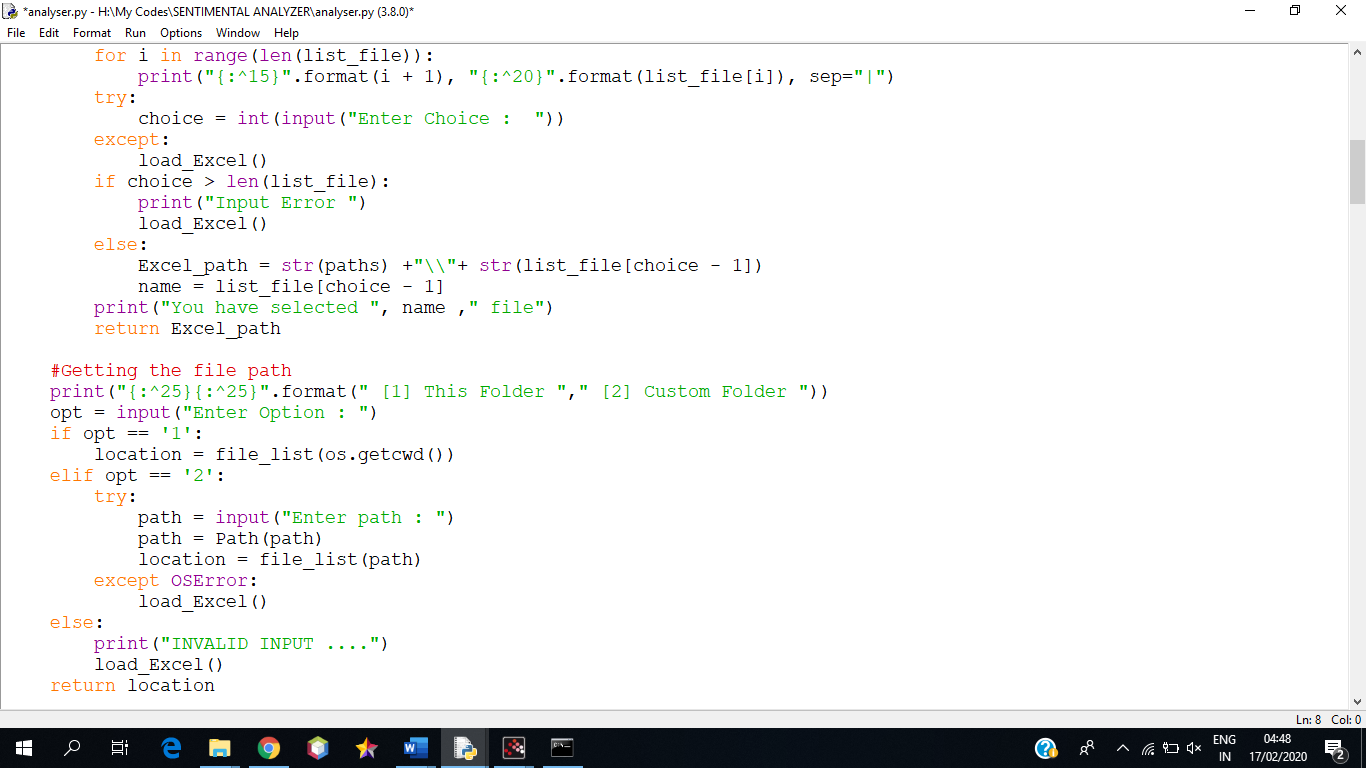 *analyser.py - H:\My Codes\SENTIMENTAL ANALYZER\analyser.py (3.8.0)*
File Edit Format Run Options Window Help
        for i in range(len(list_file)):
            print("{:^15}".format(i + 1), "{:^20}".format(list_file[i]), sep="|")
        try:
            choice = int(input("Enter Choice :  "))
        except:
            load_Excel()
        if choice > len(list_file):
            print("Input Error ")
            load_Excel()
        else:
            Excel_path = str(paths) +"\\"+ str(list_file[choice - 1])
            name = list_file[choice - 1]
        print("You have selected ", name ," file")
        return Excel_path

    #Getting the file path
    print("{:^25}{:^25}".format(" [1] This Folder "," [2] Custom Folder "))
    opt = input("Enter Option : ")
    if opt == '1':
        location = file_list(os.getcwd())
    elif opt == '2':
        try:
            path = input("Enter path : ")
            path = Path(path)
            location = file_list(path)
        except OSError:
            load_Excel()
    else:
        print("INVALID INPUT ....")
        load_Excel()
    return location
Ln: 8 Col: 0
ENG
IN
04:48
17/02/2020
2